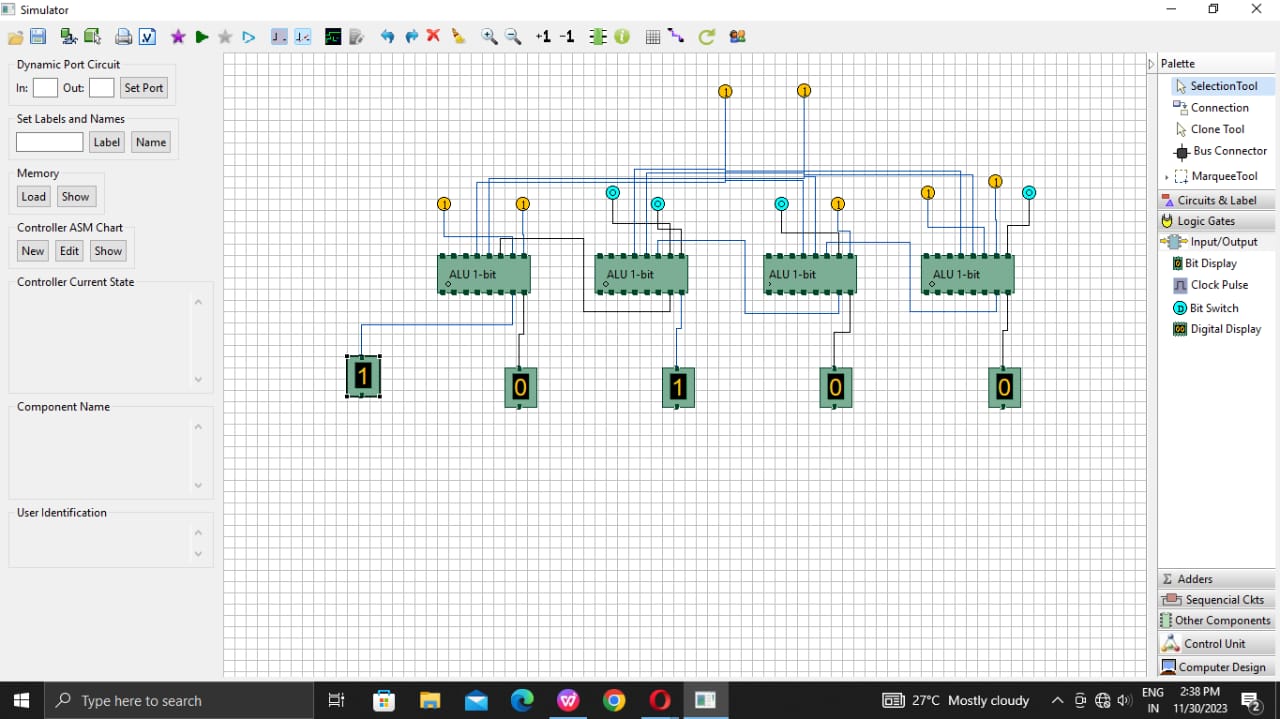 Simulator
+1 -1
Dynamic Port Circuit
In: Out: Set Port
Set Labels and Names
Label Name
Memory
Load Show
Controller ASM Chart
New Edit Show
Controller Current State
Component Name
User Identification
1 1
1 1 1 1 1
ALU 1-bit ALU 1-bit ALU 1-bit ALU 1-bit
1 0 1 0 0
Palette
SelectionTool
Connection
Clone Tool
Bus Connector
MarqueeTool
Circuits & Label
Logic Gates
Input/Output
Bit Display
Clock Pulse
Bit Switch
Digital Display
Σ Adders
Sequencial Ckts
Other Components
Control Unit
Computer Design
Type here to search
27°C Mostly cloudy
ENG
IN
2:38 PM
11/30/2023
2